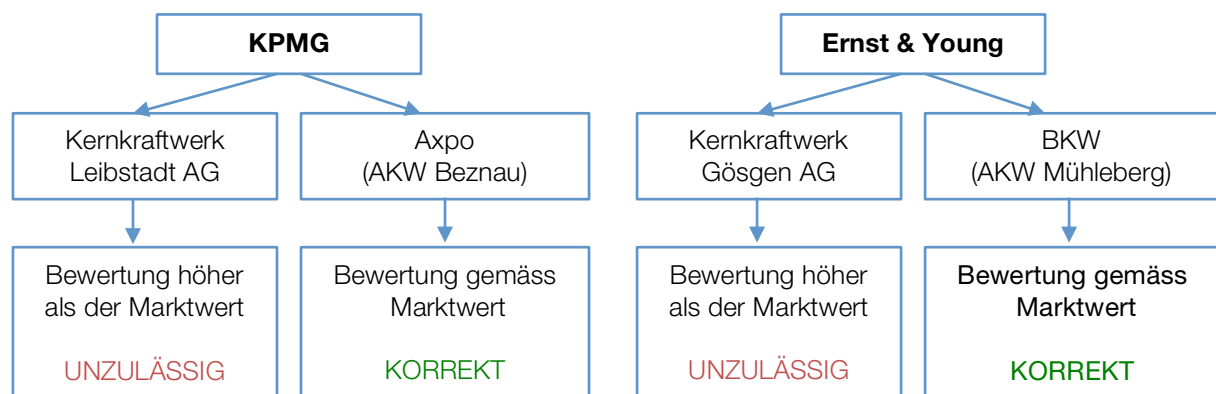 KPMG
Ernst & Young
Kernkraftwerk
Leibstadt AG
Axpo
(AKW Beznau)
Kernkraftwerk
Gösgen AG
BKW
(AKW Mühleberg)
Bewertung höher
als der Marktwert
UNZULÄSSIG
Bewertung gemäss
Marktwert
KORREKT
Bewertung höher
als der Marktwert
UNZULÄSSIG
Bewertung gemäss
Marktwert
KORREKT